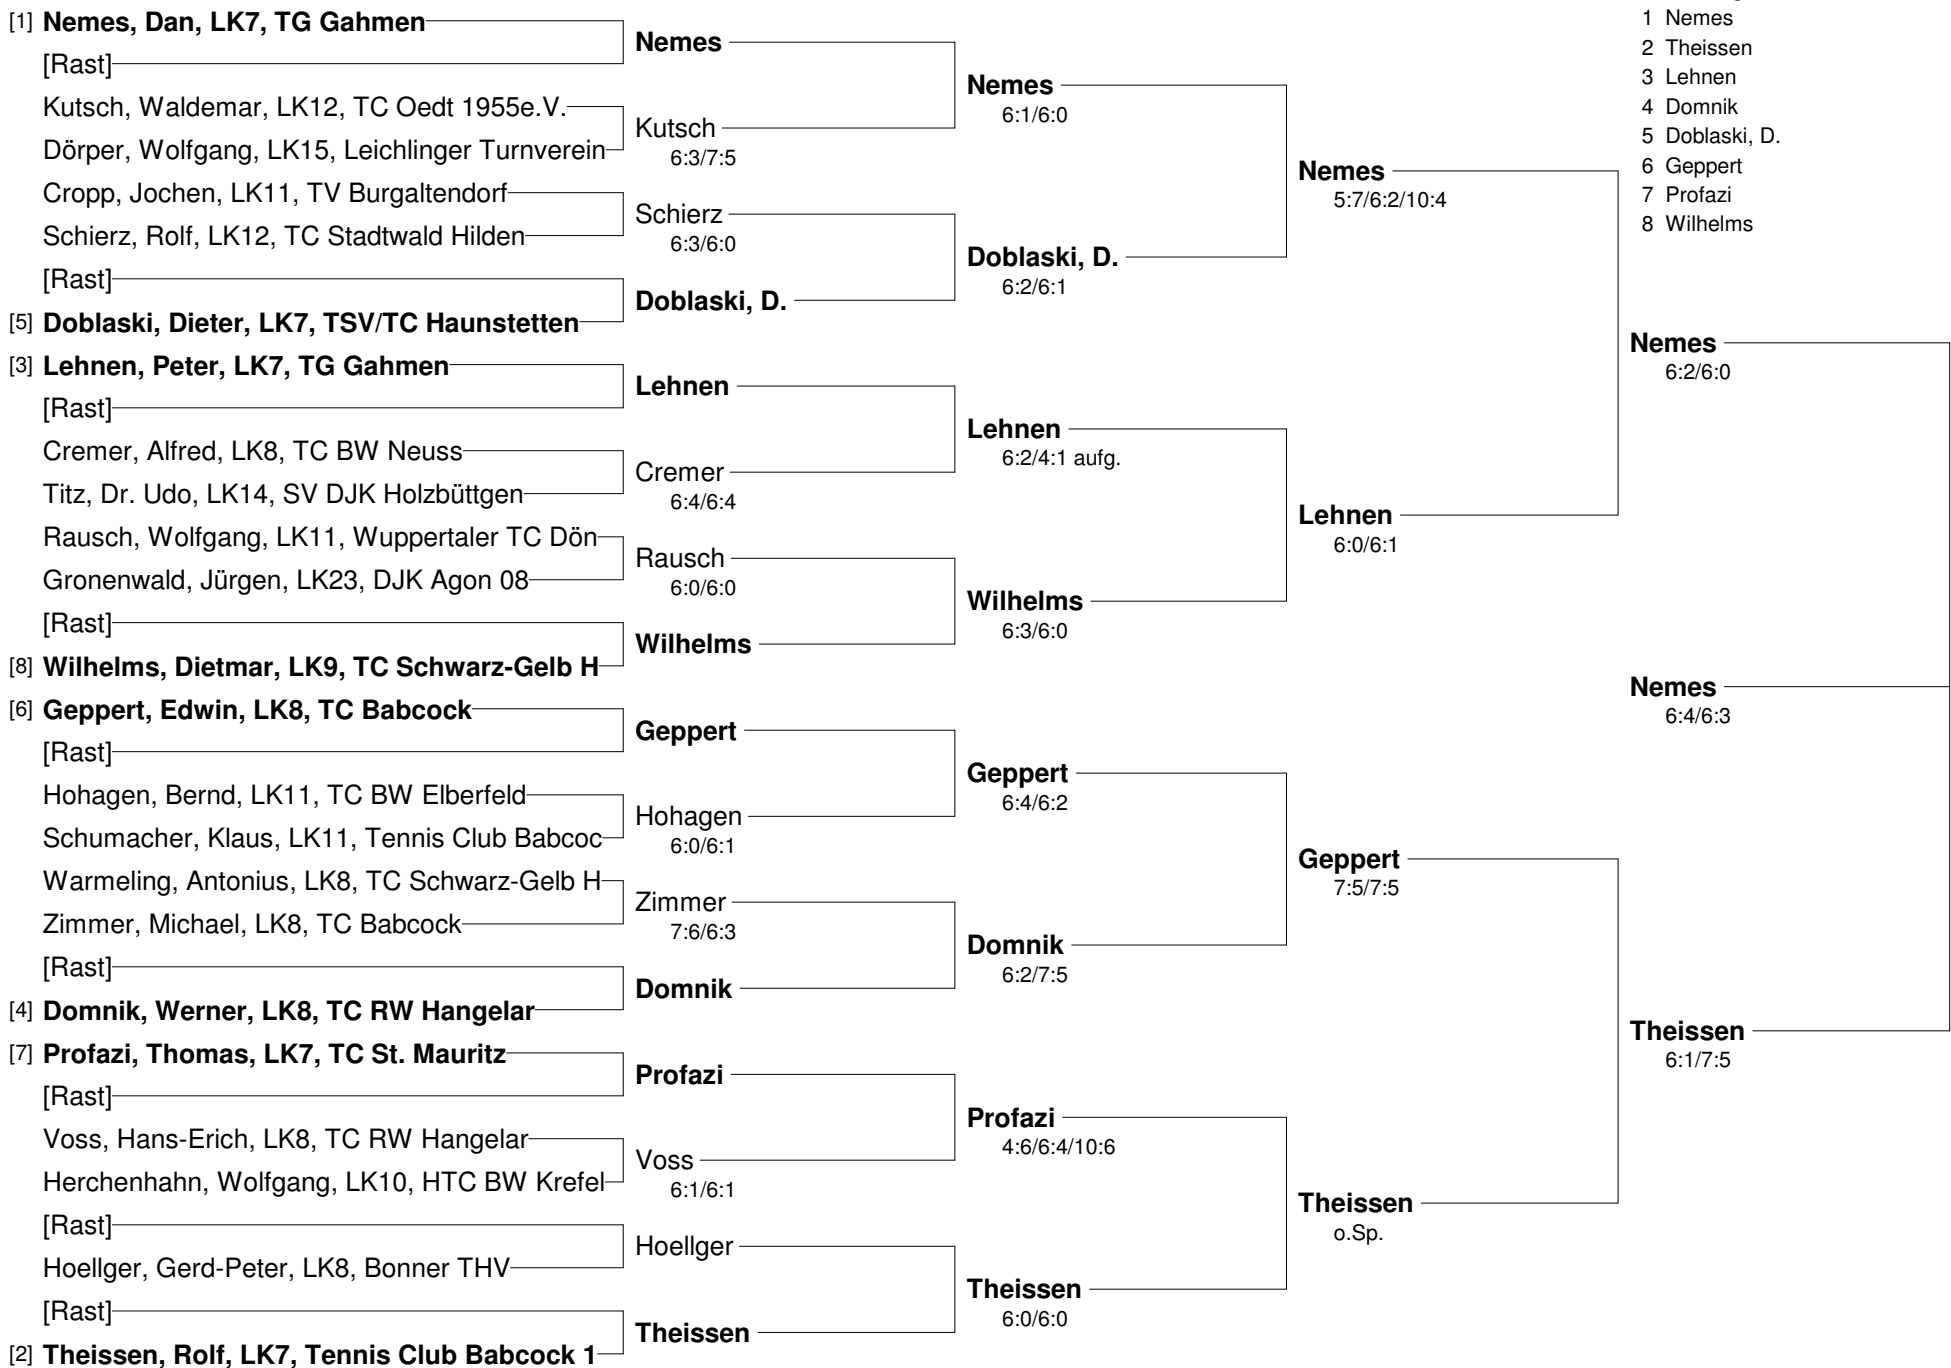 [1] Nemes, Dan, LK7, TG Gahmen
[Rast]
Kutsch, Waldemar, LK12, TC Oedt 1955e.V.
Dörper, Wolfgang, LK15, Leichlinger Turnverein
Cropp, Jochen, LK11, TV Burgaltendorf
Schierz, Rolf, LK12, TC Stadtwald Hilden
[Rast]
[5] Doblaski, Dieter, LK7, TSV/TC Haunstetten
[3] Lehnen, Peter, LK7, TG Gahmen
[Rast]
Cremer, Alfred, LK8, TC BW Neuss
Titz, Dr. Udo, LK14, SV DJK Holzbüttgen
Rausch, Wolfgang, LK11, Wuppertaler TC Dön
Gronenwald, Jürgen, LK23, DJK Agon 08
[Rast]
[8] Wilhelms, Dietmar, LK9, TC Schwarz-Gelb H
[6] Geppert, Edwin, LK8, TC Babcock
[Rast]
Hohagen, Bernd, LK11, TC BW Elberfeld
Schumacher, Klaus, LK11, Tennis Club Babcoc
Warmeling, Antonius, LK8, TC Schwarz-Gelb H
Zimmer, Michael, LK8, TC Babcock
[Rast]
[4] Domnik, Werner, LK8, TC RW Hangelar
[7] Profazi, Thomas, LK7, TC St. Mauritz
[Rast]
Voss, Hans-Erich, LK8, TC RW Hangelar
Herchenhahn, Wolfgang, LK10, HTC BW Krefel
[Rast]
Hoellger, Gerd-Peter, LK8, Bonner THV
[Rast]
[2] Theissen, Rolf, LK7, Tennis Club Babcock 1
Nemes
Kutsch
6:3/7:5
Schierz
6:3/6:0
Doblaski, D.
Lehnen
Cremer
6:4/6:4
Rausch
6:0/6:0
Wilhelms
Geppert
Hohagen
6:0/6:1
Zimmer
7:6/6:3
Domnik
Profazi
Voss
6:1/6:1
Hoellger
Theissen
Nemes
6:1/6:0
Doblaski, D.
6:2/6:1
Lehnen
6:2/4:1 aufg.
Wilhelms
6:3/6:0
Geppert
6:4/6:2
Domnik
6:2/7:5
Profazi
4:6/6:4/10:6
Theissen
6:0/6:0
Nemes
5:7/6:2/10:4
Lehnen
6:0/6:1
Geppert
7:5/7:5
Theissen
o.Sp.
Nemes
6:2/6:0
Theissen
6:1/7:5
Nemes
6:4/6:3
1 Nemes
2 Theissen
3 Lehnen
4 Domnik
5 Doblaski, D.
6 Geppert
7 Profazi
8 Wilhelms